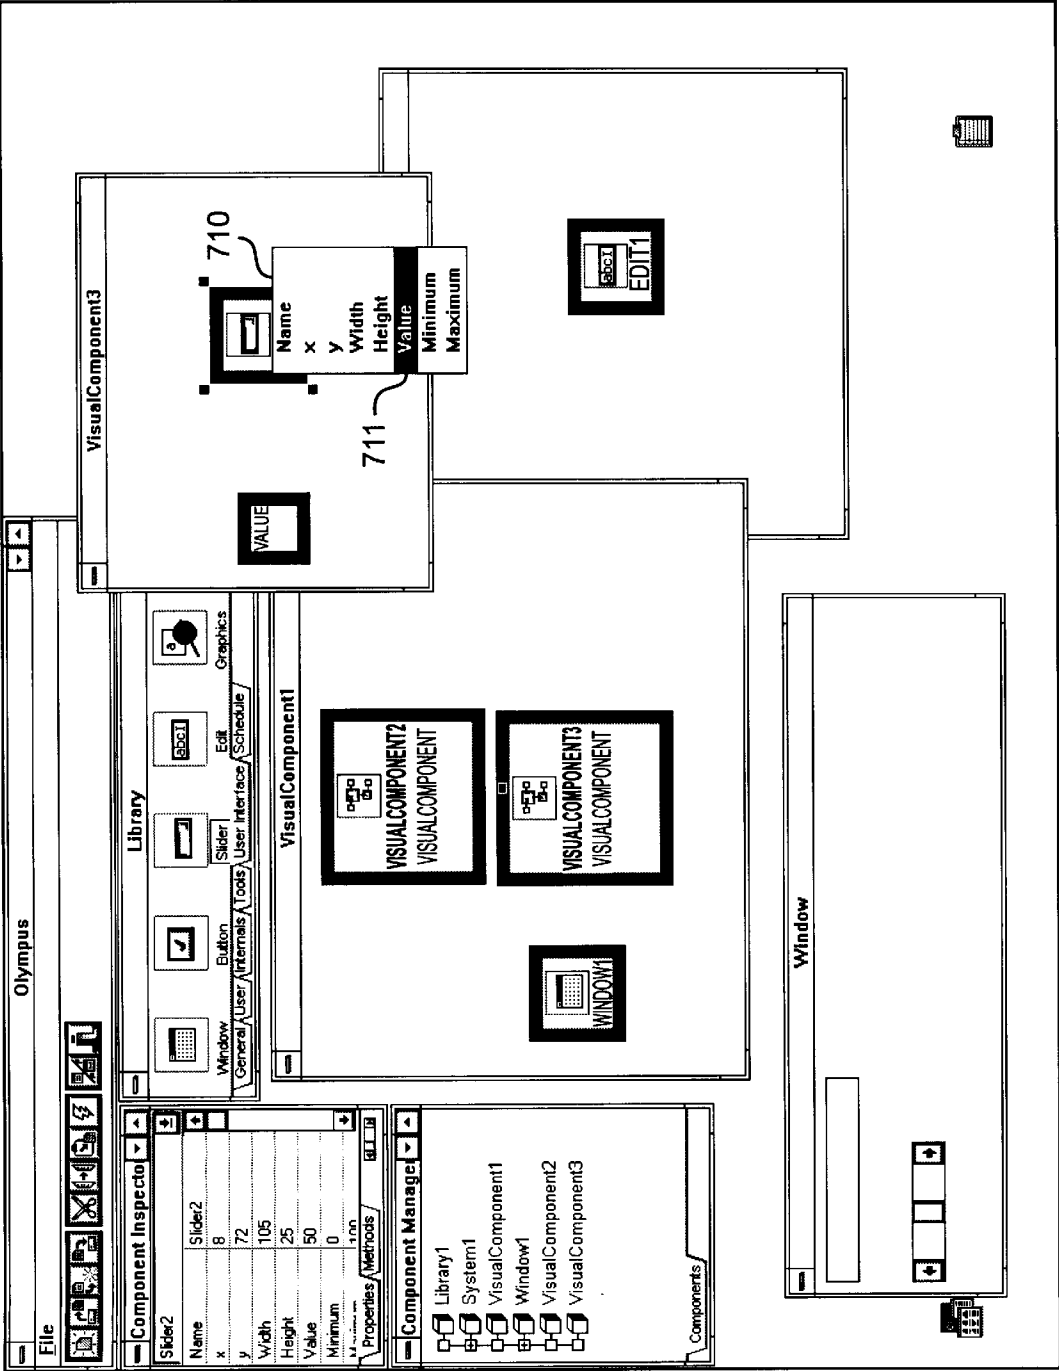 Olympus
File
Component Inspecto
Slider2
Name Slider2
x 8
y 72
Width 105
Height 25
Value 50
Minimum 0
Properties Methods
Library
Window Button Slider Edit Graphics
General User Internals Tools User Interface Schedule
VisualComponent3
VALUE
710
Name
x
y
Width
Height
Value
Minimum
Maximum
711
VisualComponent1
VISUALCOMPONENT2
VISUALCOMPONENT
VISUALCOMPONENT3
VISUALCOMPONENT
WINDOW1
abcI
EDIT1
Component Manage
Library1
System1
VisualComponent1
Window1
VisualComponent2
VisualComponent3
Components
Window